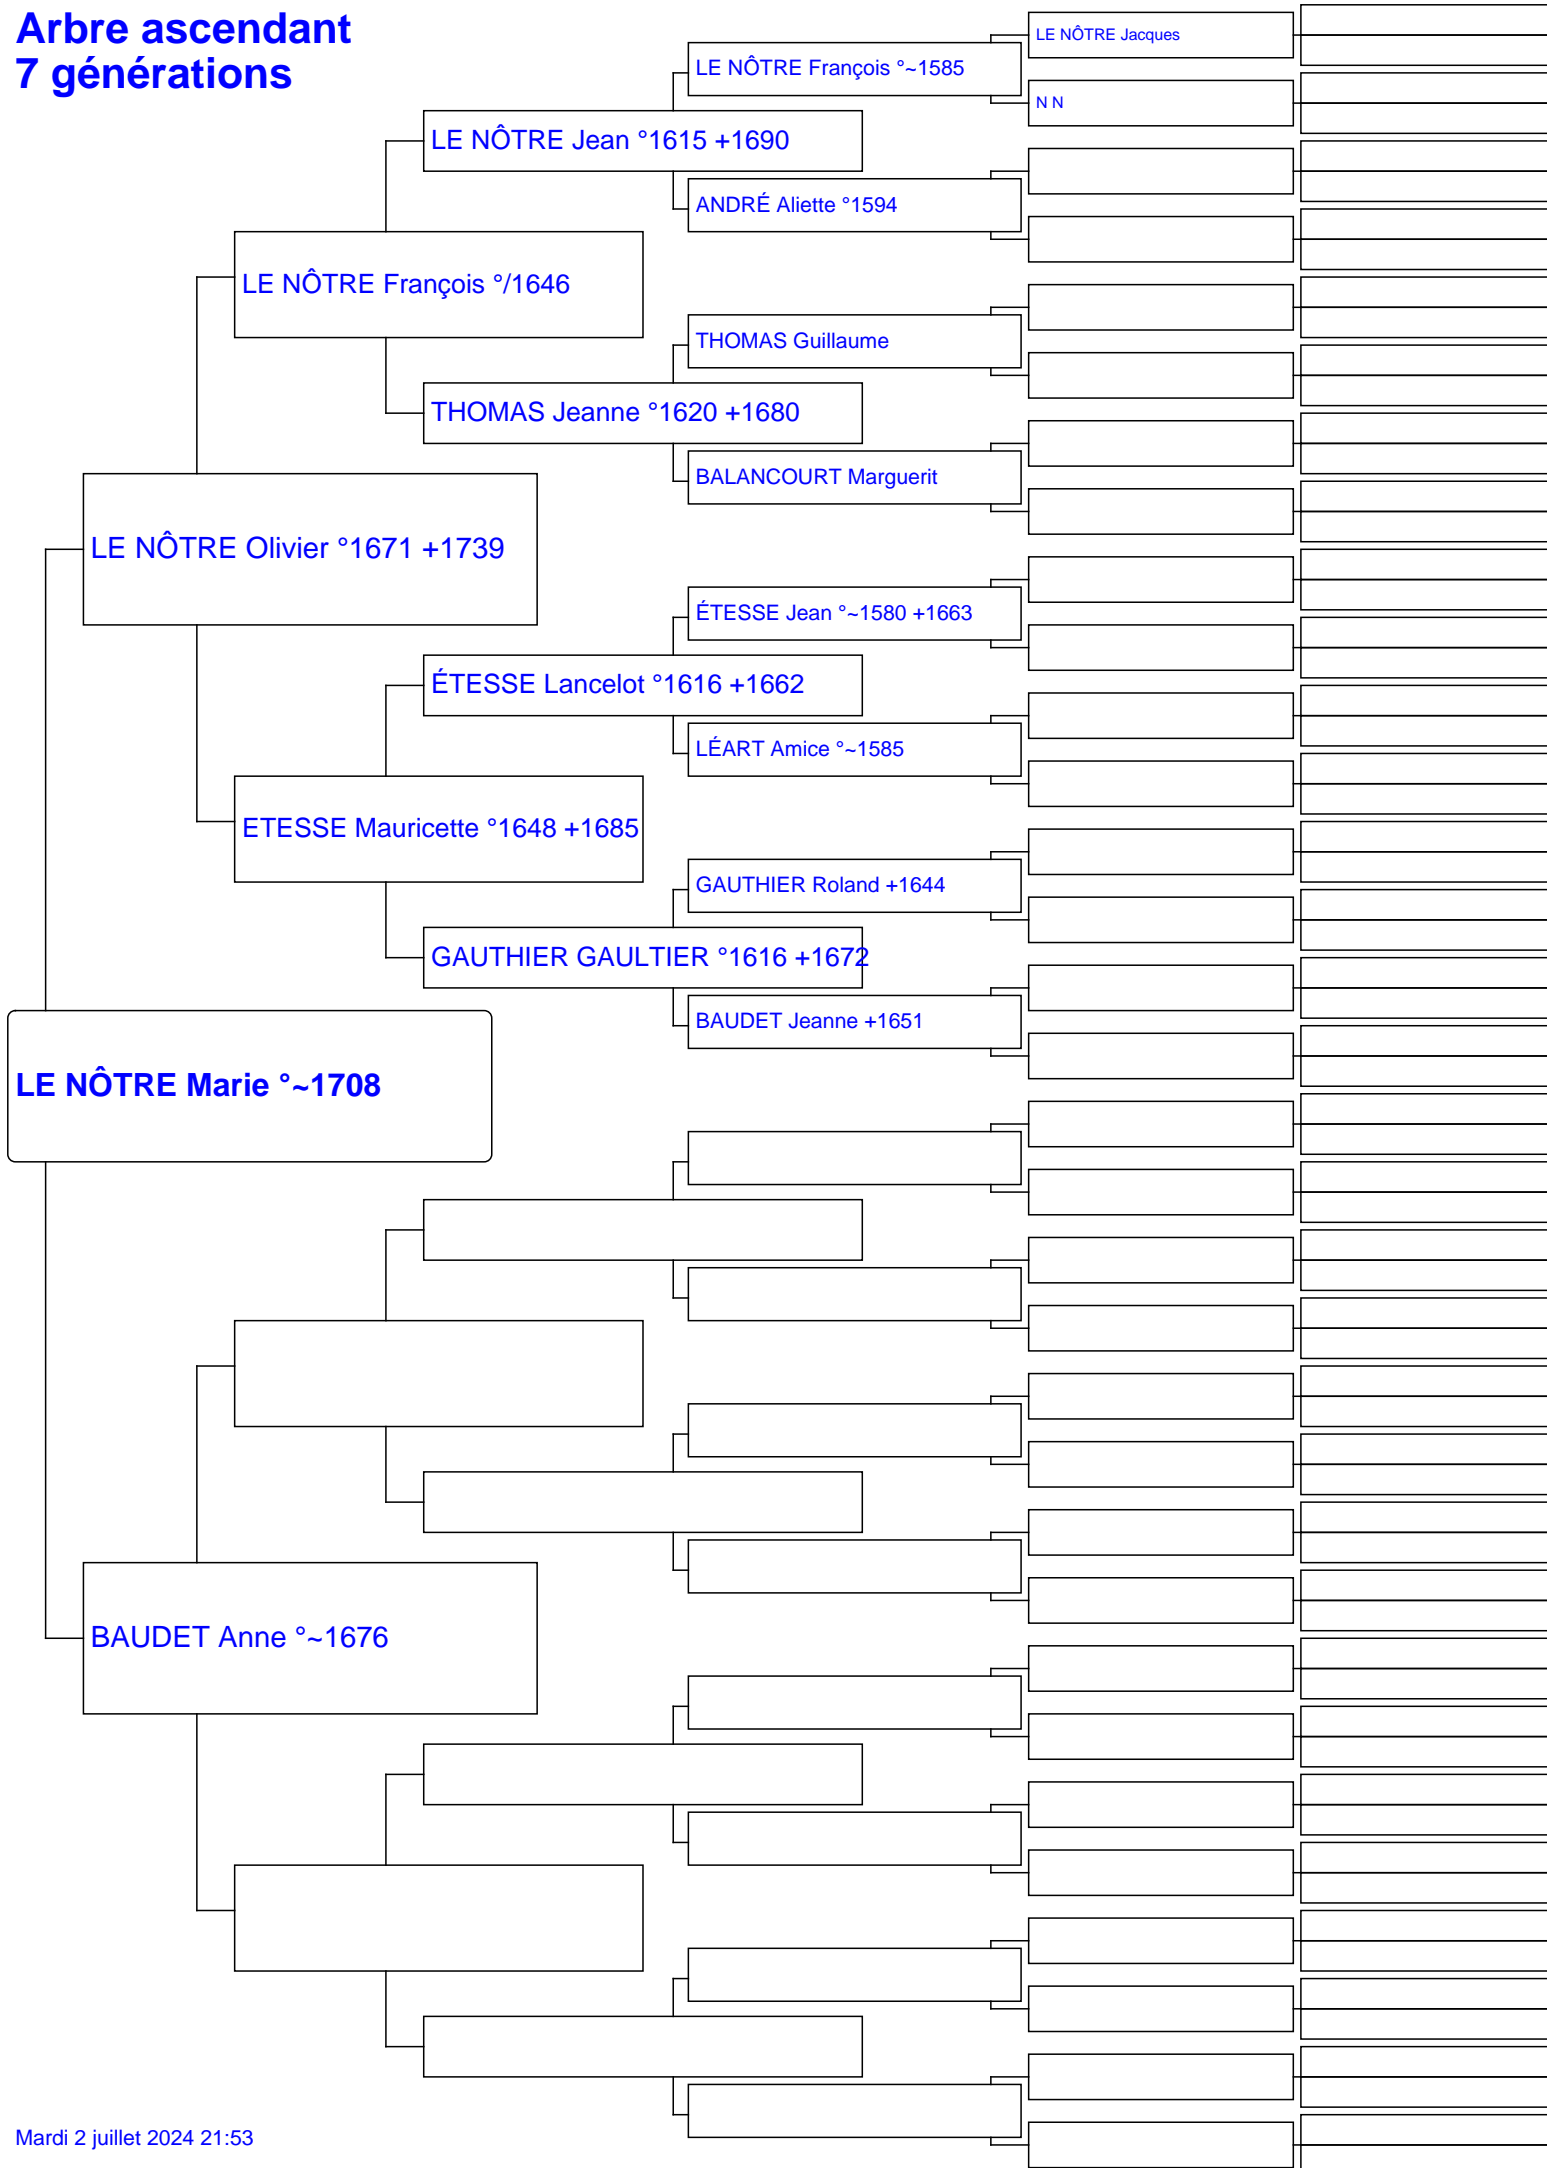 Arbre ascendant
7 générations
LE NÔTRE Jacques
LE NÔTRE François °~1585
N N
LE NÔTRE Jean °1615 +1690
ANDRÉ Aliette °1594
LE NÔTRE François °/1646
THOMAS Guillaume
THOMAS Jeanne °1620 +1680
BALANCOURT Marguerit
LE NÔTRE Olivier °1671 +1739
ÉTESSE Jean °~1580 +1663
ÉTESSE Lancelot °1616 +1662
LÉART Amice °~1585
ETESSE Mauricette °1648 +1685
GAUTHIER Roland +1644
GAUTHIER GAULTIER °1616 +1672
BAUDET Jeanne +1651
LE NÔTRE Marie °~1708
BAUDET Anne °~1676
Mardi 2 juillet 2024 21:53